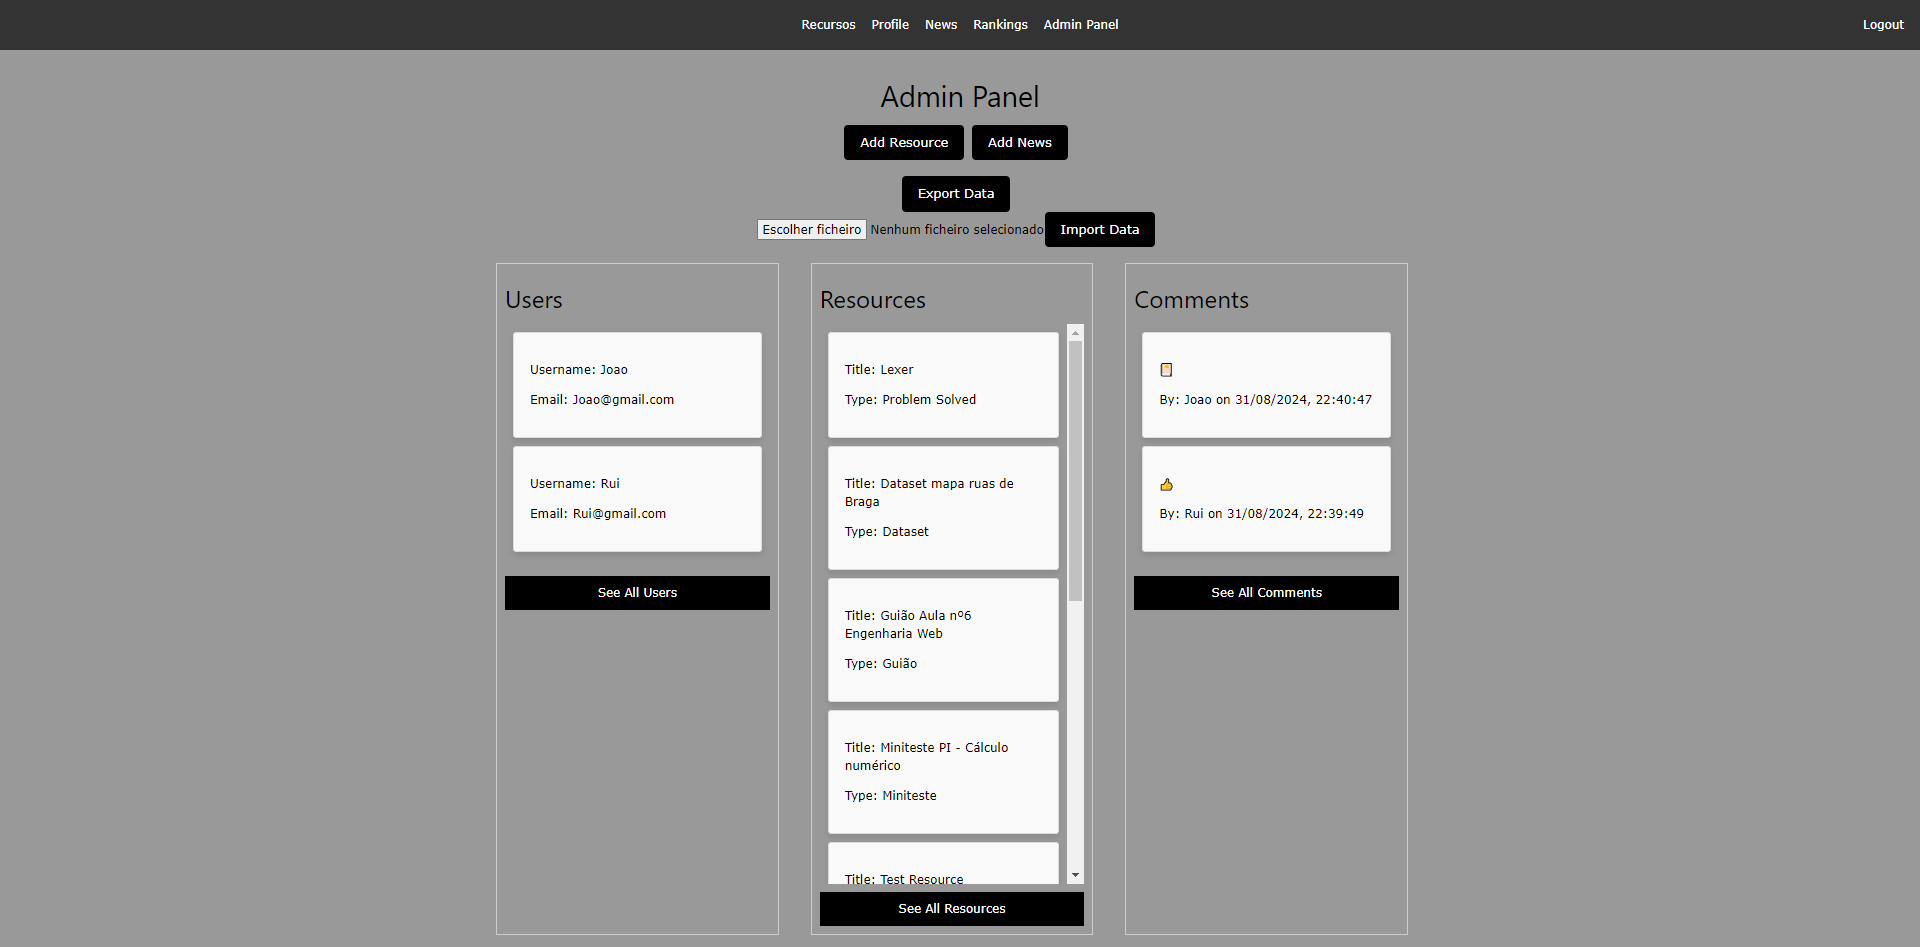 Recursos Profile News Rankings Admin Panel Logout
Admin Panel
Add Resource Add News
Export Data
Escolher ficheiro Nenhum ficheiro selecionado Import Data
Users
Username: Joao
Email: Joao@gmail.com
Username: Rui
Email: Rui@gmail.com
See All Users
Resources
Title: Lexer
Type: Problem Solved
Title: Dataset mapa ruas de
Braga
Type: Dataset
Title: Guião Aula nº6
Engenharia Web
Type: Guião
Title: Miniteste PI - Cálculo
numérico
Type: Miniteste
Title: Test Resource
See All Resources
Comments
By: Joao on 31/08/2024, 22:40:47
👍
By: Rui on 31/08/2024, 22:39:49
See All Comments